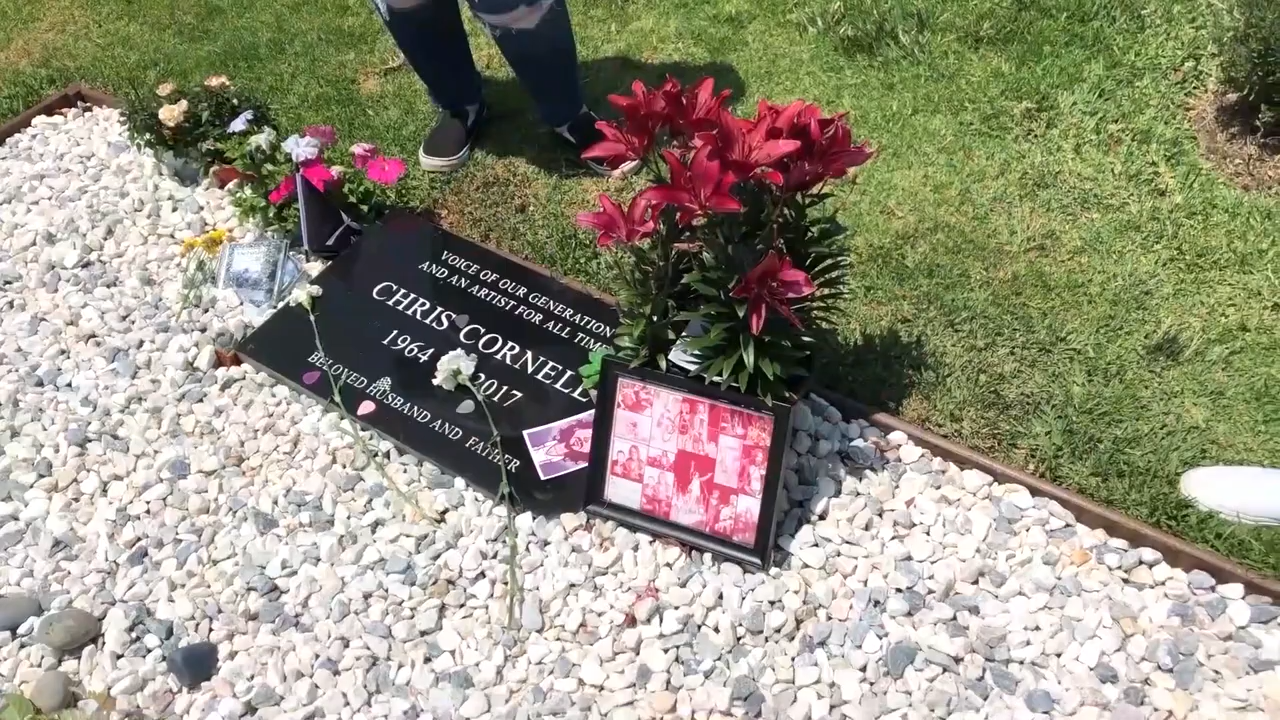 VOICE OF OUR GENERATION
AND AN ARTIST FOR ALL TIME
CHRIS CORNELL
1964 2017
BELOVED HUSBAND AND FATHER